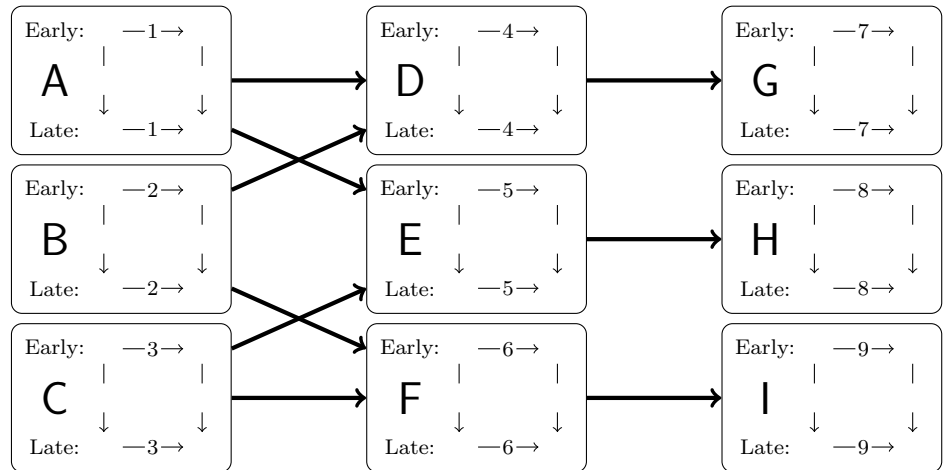 Early: 1 Early: 4 Early: 7
A D G
Late: 1 Late: 4 Late: 7
Early: 2 Early: 5 Early: 8
B E H
Late: 2 Late: 5 Late: 8
Early: 3 Early: 6 Early: 9
C F I
Late: 3 Late: 6 Late: 9